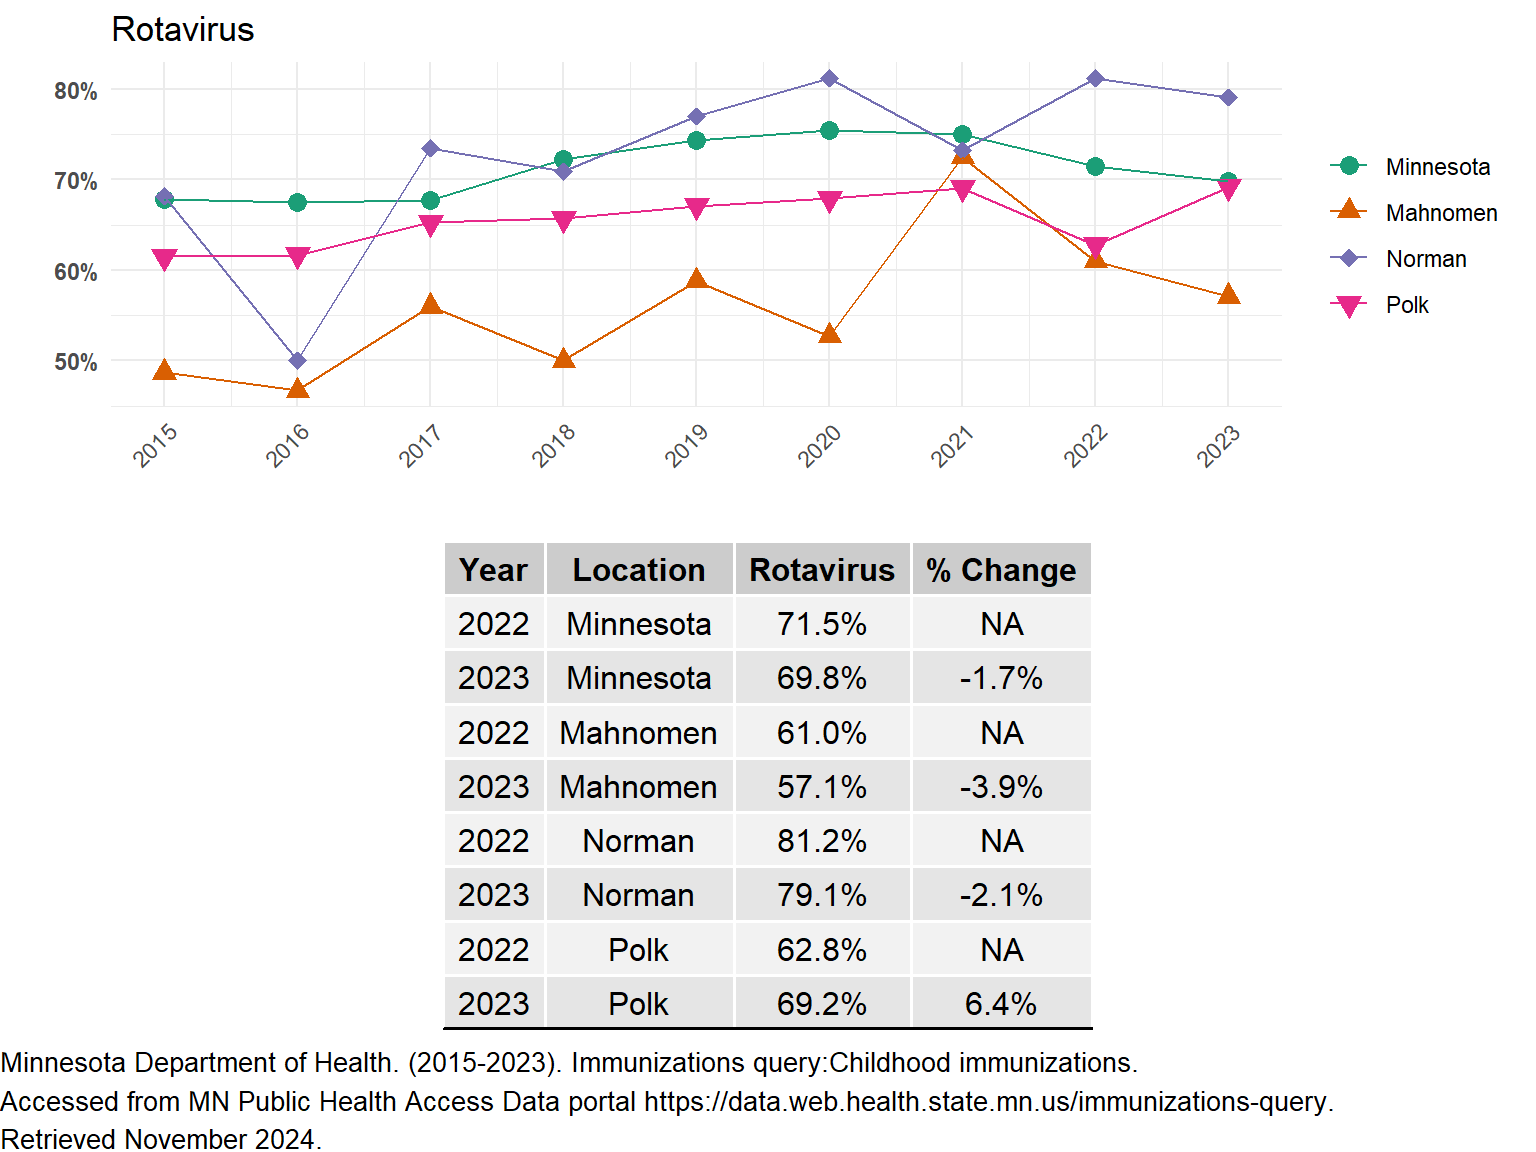 Rotavirus
80%
70%
60%
50%
2015 2016 2017 2018 2019 2020 2021 2022 2023
Minnesota
Mahnomen
Norman
Polk
Year Location Rotavirus % Change
2022 Minnesota 71.5% NA
2023 Minnesota 69.8% -1.7%
2022 Mahnomen 61.0% NA
2023 Mahnomen 57.1% -3.9%
2022 Norman 81.2% NA
2023 Norman 79.1% -2.1%
2022 Polk 62.8% NA
2023 Polk 69.2% 6.4%
Minnesota Department of Health. (2015-2023). Immunizations query:Childhood immunizations.
Accessed from MN Public Health Access Data portal https://data.web.health.state.mn.us/immunizations-query.
Retrieved November 2024.